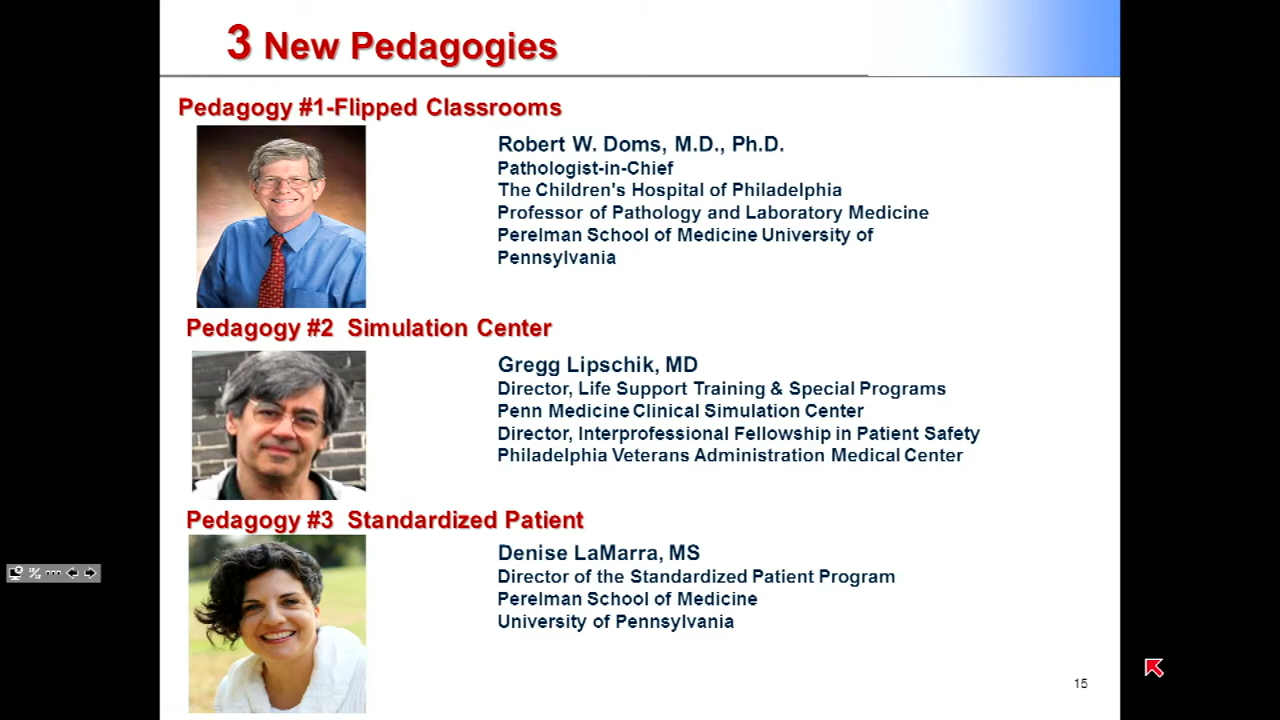 3 New Pedagogies
Pedagogy #1-Flipped Classrooms
Robert W. Doms, M.D., Ph.D.
Pathologist-in-Chief
The Children's Hospital of Philadelphia
Professor of Pathology and Laboratory Medicine
Perelman School of Medicine University of
Pennsylvania
Pedagogy #2 Simulation Center
Gregg Lipschik, MD
Director, Life Support Training & Special Programs
Penn Medicine Clinical Simulation Center
Director, Interprofessional Fellowship in Patient Safety
Philadelphia Veterans Administration Medical Center
Pedagogy #3 Standardized Patient
Denise LaMarra, MS
Director of the Standardized Patient Program
Perelman School of Medicine
University of Pennsylvania
15